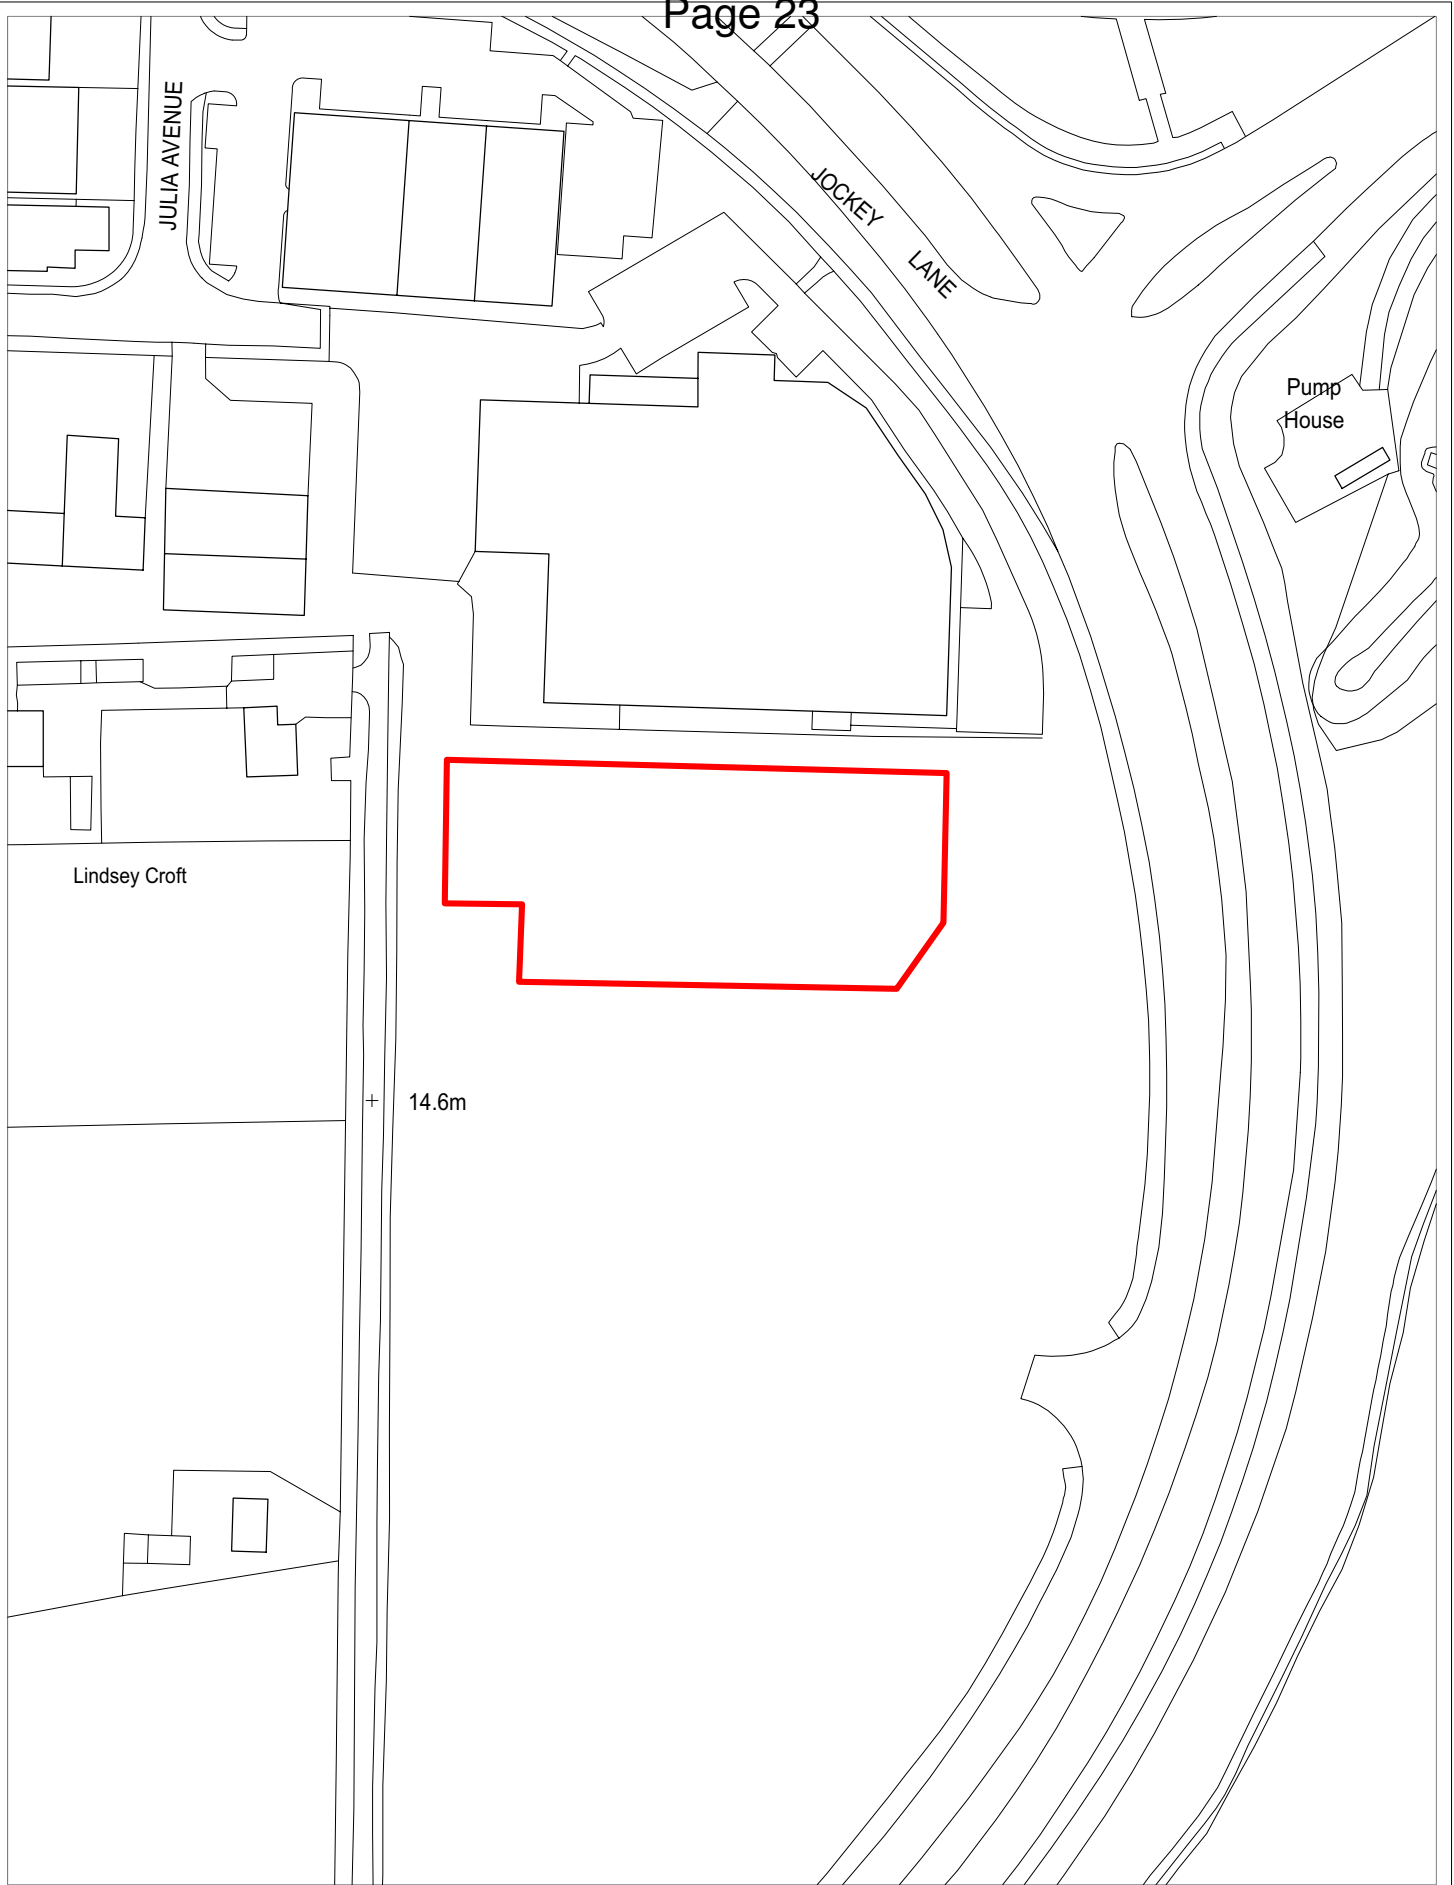 Page 23
JULIA AVENUE
JOCKEY
LANE
Pump
House
Lindsey Croft
14.6m